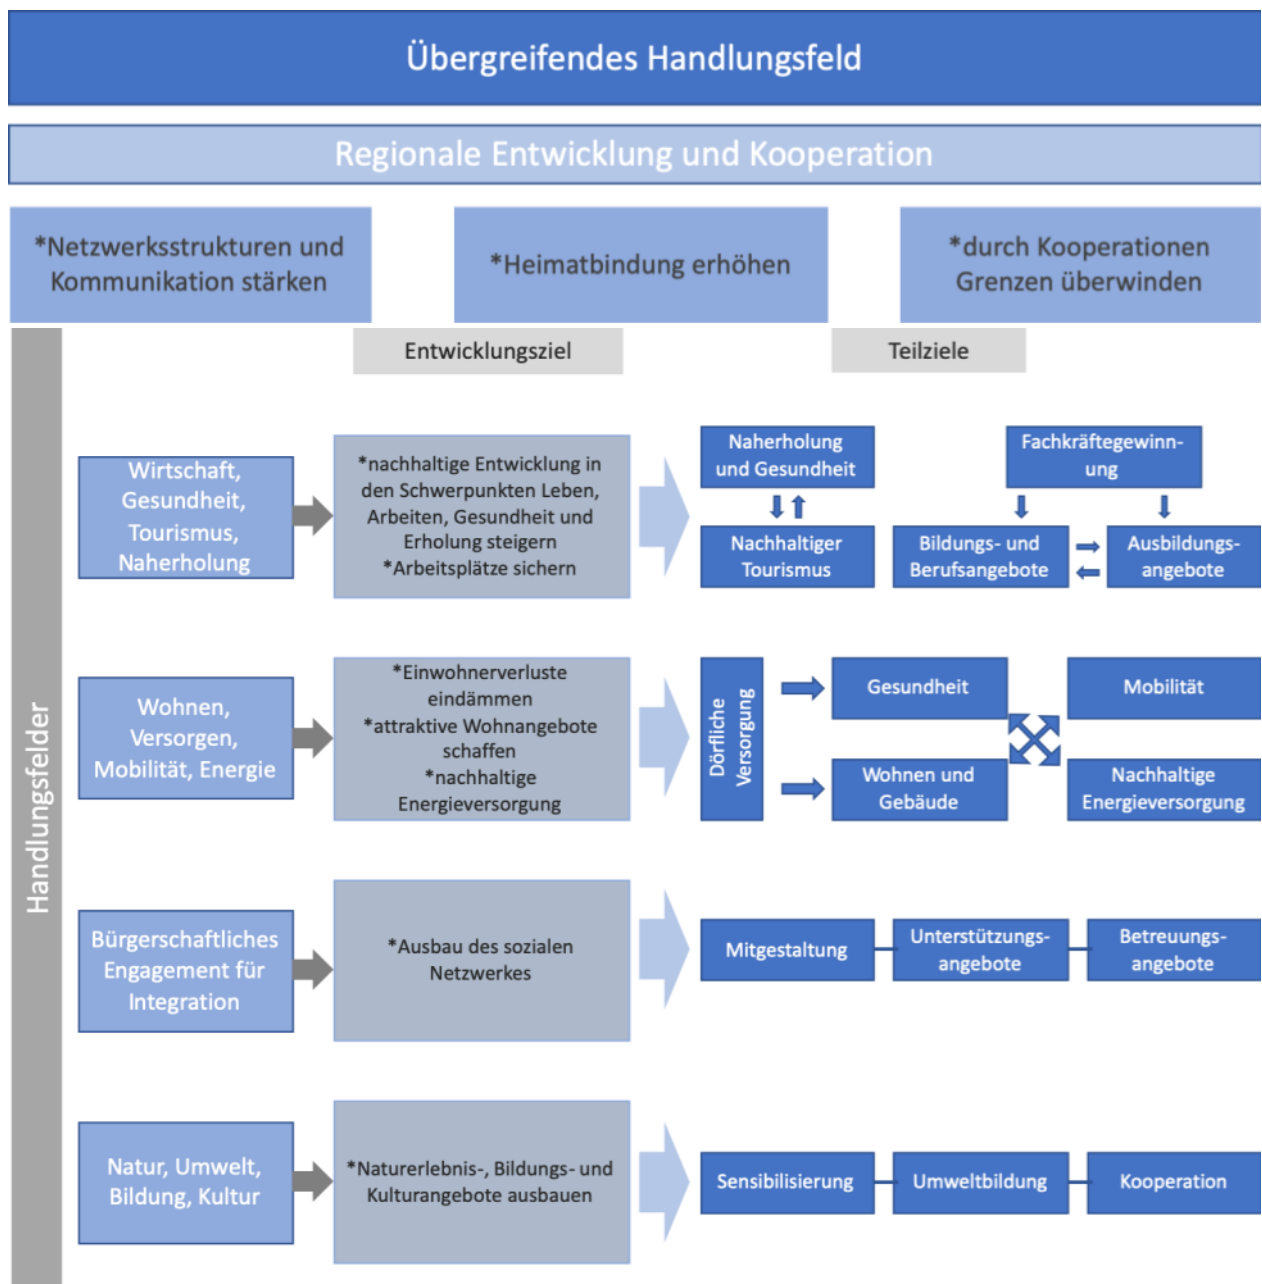 Übergreifendes Handlungsfeld
Regionale Entwicklung und Kooperation
*Netzwerksstrukturen und
Kommunikation stärken
*Heimatbindung erhöhen
*durch Kooperationen
Grenzen überwinden
Handlungsfelder
Entwicklungsziel
Teilziele
Wirtschaft,
Gesundheit,
Tourismus,
Naherholung
*nachhaltige Entwicklung in
den Schwerpunkten Leben,
Arbeiten, Gesundheit und
Erholung steigern
*Arbeitsplätze sichern
Naherholung
und Gesundheit
Fachkräftegewinn-
nung
Nachhaltiger
Tourismus
Bildungs- und
Berufsangebote
Ausbildungs-
angebote
Wohnen,
Versorgen,
Mobilität, Energie
*Einwohnerverluste
eindämmen
*attraktive Wohnangebote
schaffen
*nachhaltige
Energieversorgung
Dörfliche
Versorgung
Gesundheit
Mobilität
Wohnen und
Gebäude
Nachhaltige
Energieversorgung
Bürgerschaftliches
Engagement für
Integration
*Ausbau des sozialen
Netzwerkes
Mitgestaltung
Unterstützungs-
angebote
Betreuungs-
angebote
Natur, Umwelt,
Bildung, Kultur
*Naturerlebnis-, Bildungs- und
Kulturangebote ausbauen
Sensibilisierung
Umweltbildung
Kooperation